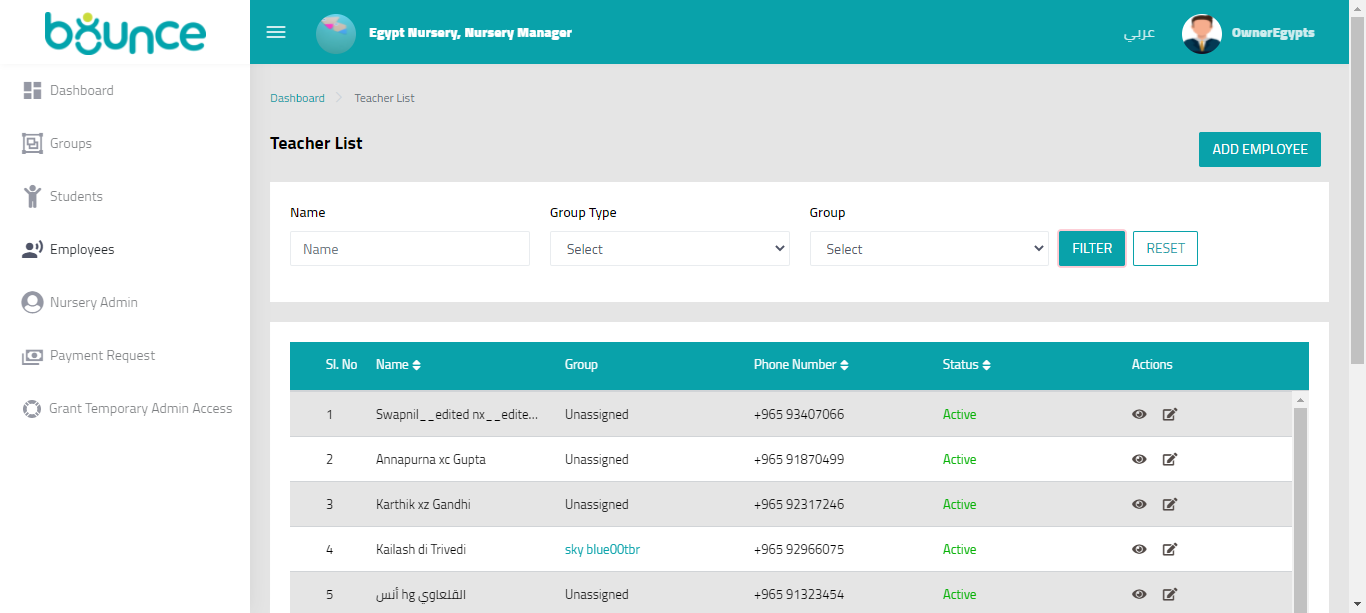 bounce
Egypt Nursery, Nursery Manager
عربي
OwnerEgypts
Dashboard
Groups
Students
Employees
Nursery Admin
Payment Request
Grant Temporary Admin Access
Dashboard Teacher List
Teacher List
ADD EMPLOYEE
Name Group Type Group
Name Select Select FILTER RESET
Sl. No Name Group Phone Number Status Actions
1 Swapnil__edited nx__edite... Unassigned +965 93407066 Active
2 Annapurna xc Gupta Unassigned +965 91870499 Active
3 Karthik xz Gandhi Unassigned +965 92317246 Active
4 Kailash di Trivedi sky blue00tbr +965 92966075 Active
5 أنس hg القلعاوي Unassigned +965 91323454 Active